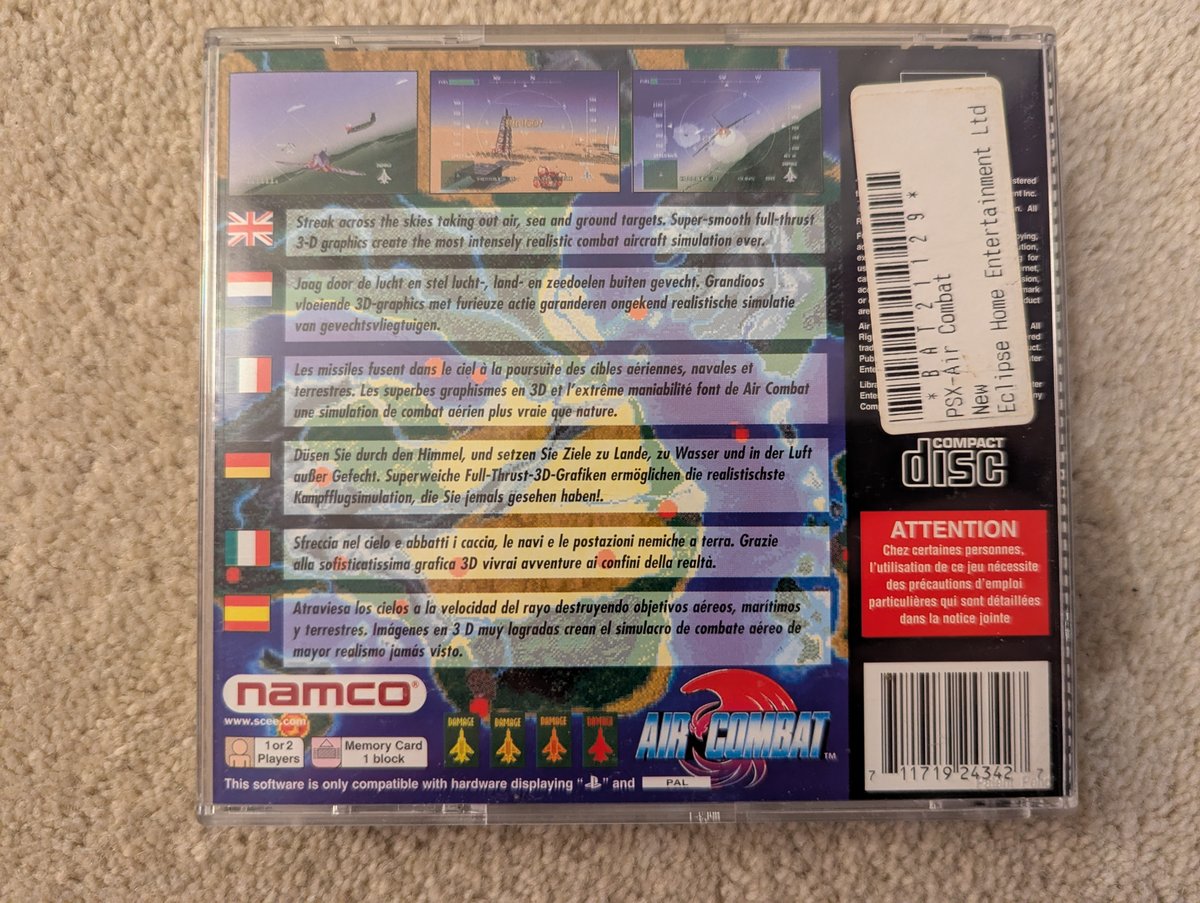 Streak across the skies taking out air, sea and ground targets. Super-smooth full-thrust
3-D graphics create the most intensely realistic combat aircraft simulation ever.
Jaag door de lucht en stel lucht-, land- en zeedoelen buiten gevecht. Grandioos
vloeiende 3D-graphics met furieuze actie garanderen ongekend realistische simulatie
van gevechtsvliegtuigen.
Les missiles fusent dans le ciel à la poursuite des cibles aériennes, navales et
terrestres. Les superbes graphismes en 3D et l'extrême maniabilité font de Air Combat
une simulation de combat aérien plus vraie que nature.
Düsen Sie durch den Himmel, und setzen Sie Ziele zu Lande, zu Wasser und in der Luft
außer Gefecht. Superweiche Full-Thrust-3D-Grafiken ermöglichen die realistischste
Kampfflugsimulation, die Sie jemals gesehen haben!.
Sfreccia nel cielo e abbatti i caccia, le navi e le postazioni nemiche a terra. Grazie
alla sofisticatissima grafica 3D vivrai avventure ai confini della realtà.
Atraviesa los cielos a la velocidad del rayo destruyendo objetivos aéreos, marítimos
y terrestres. Imágenes en 3 D muy logradas crean el simulacro de combate aéreo de
mayor realismo jamás visto.
namco®
www.scee.com
1 or 2
Players
Memory Card
1 block
DAMAGE DAMAGE DAMAGE DAMAGE
AIR COMBAT™
This software is only compatible with hardware displaying " " and PAL
*BAT21129*
PSX-Air Combat
New
Eclipse Home Entertainment Ltd
COMPACT
disc
ATTENTION
Chez certaines personnes,
l'utilisation de ce jeu nécessite
des précautions d'emploi
particulières qui sont détaillées
dans la notice jointe
7 11719 24342 7